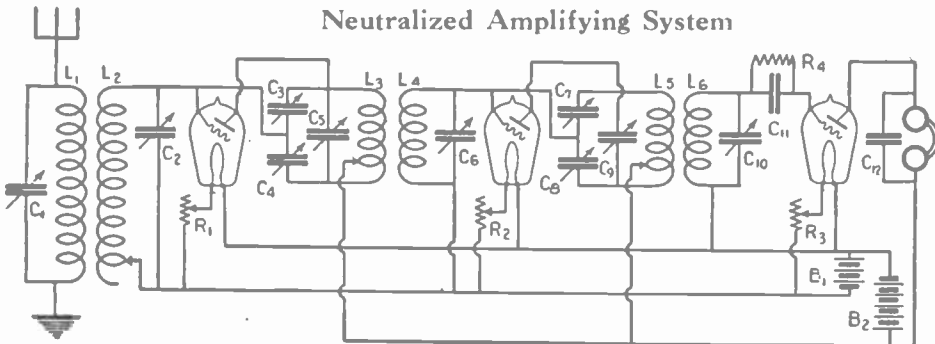 Neutralized Amplifying System
L1 L2 C3 L3 L4 C7 L5 L6 R4
C5
C2 C6 C11 C10 C12
C4 C8 C9
C1
R1 R2 R3
B1
B2